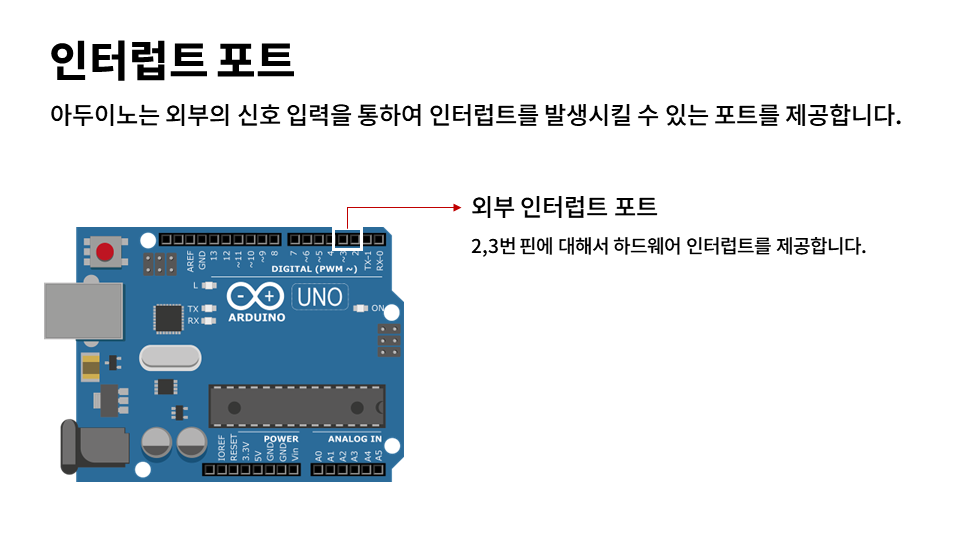 인터럽트 포트
아두이노는 외부의 신호 입력을 통하여 인터럽트를 발생시킬 수 있는 포트를 제공합니다.
외부 인터럽트 포트
2,3번 핀에 대해서 하드웨어 인터럽트를 제공합니다.
AREF
GND
13
12
~11
~10
~9
8
7
~6
~5
4
~3
2
TX-1
RX-0
DIGITAL (PWM ~)
L
TX
RX
UNO
ON
ARDUINO
POWER
ANALOG IN
IOREF
RESET
3.3V
5V
GND
GND
Vin
A0
A1
A2
A3
A4
A5